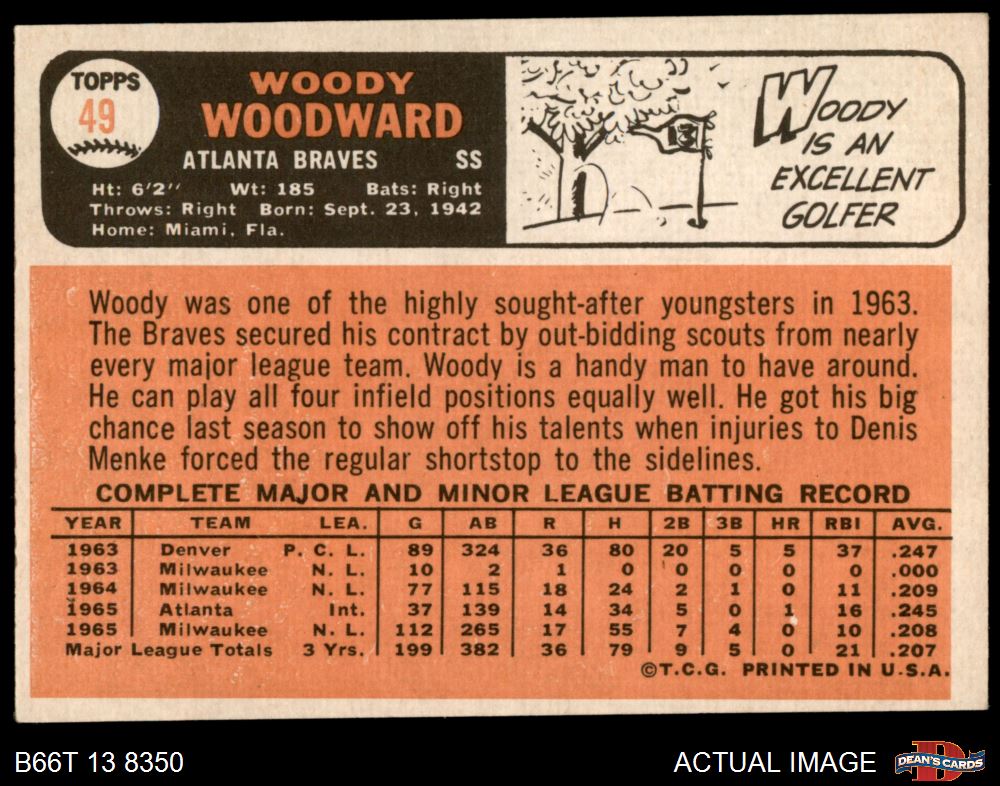 TOPPS
49
WOODY
WOODWARD
ATLANTA BRAVES SS
Ht: 6'2" Wt: 185 Bats: Right
Throws: Right Born: Sept. 23, 1942
Home: Miami, Fla.
13
WOODY
IS AN
EXCELLENT
GOLFER
Woody was one of the highly sought-after youngsters in 1963.
The Braves secured his contract by out-bidding scouts from nearly
every major league team. Woody is a handy man to have around.
He can play all four infield positions equally well. He got his big
chance last season to show off his talents when injuries to Denis
Menke forced the regular shortstop to the sidelines.
COMPLETE MAJOR AND MINOR LEAGUE BATTING RECORD
YEAR TEAM LEA. G AB R H 2B 3B HR RBI AVG.
1963 Denver P. C. L. 89 324 36 80 20 5 5 37 .247
1963 Milwaukee N. L. 10 2 1 0 0 0 0 0 .000
1964 Milwaukee N. L. 77 115 18 24 2 1 0 11 .209
1965 Atlanta Int. 37 139 14 34 5 0 1 16 .245
1965 Milwaukee N. L. 112 265 17 55 7 4 0 10 .208
Major League Totals 3 Yrs. 199 382 36 79 9 5 0 21 .207
©T.C.G. PRINTED IN U.S.A.
B66T 13 8350
ACTUAL IMAGE
D
DEAN'S CARDS